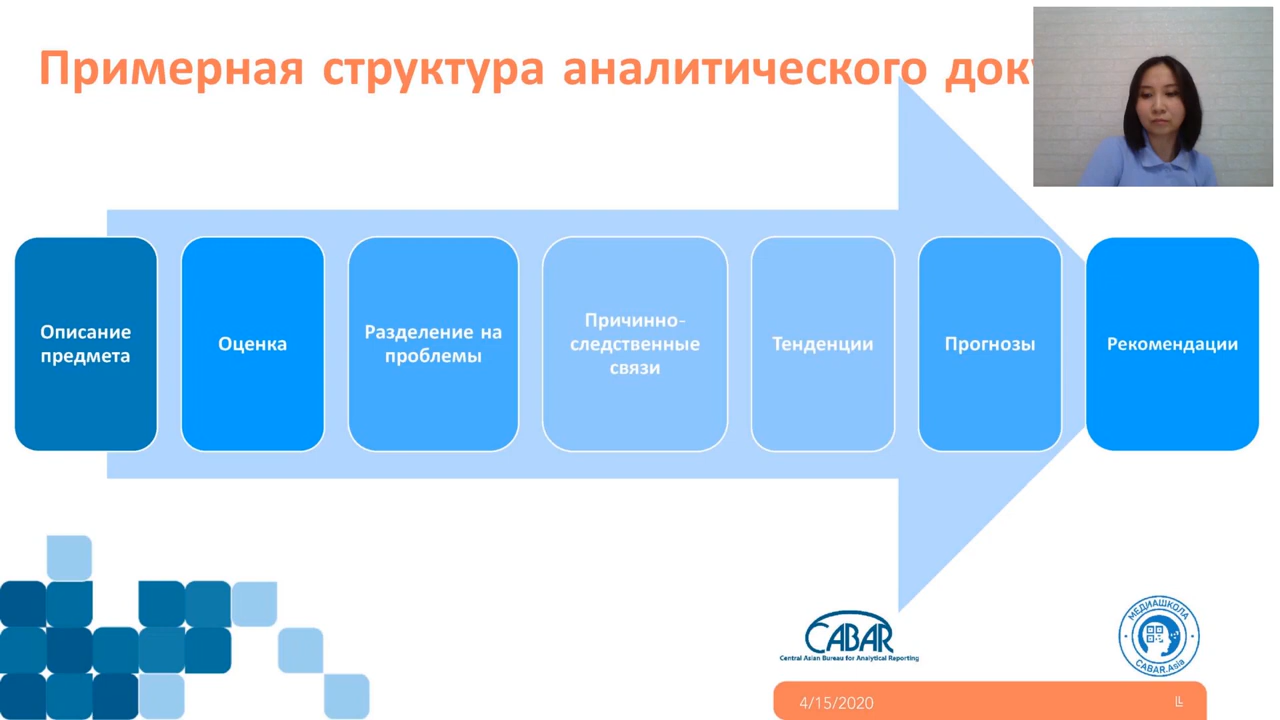 Примерная структура аналитического
Описание
предмета
Оценка
Разделение на
проблемы
Причинно-
следственные
связи
Тенденции
Прогнозы
Рекомендации
CABAR
Central Asian Bureau for Analytical Reporting
МЕДИАШКОЛА
CABAR.Asia
4/15/2020